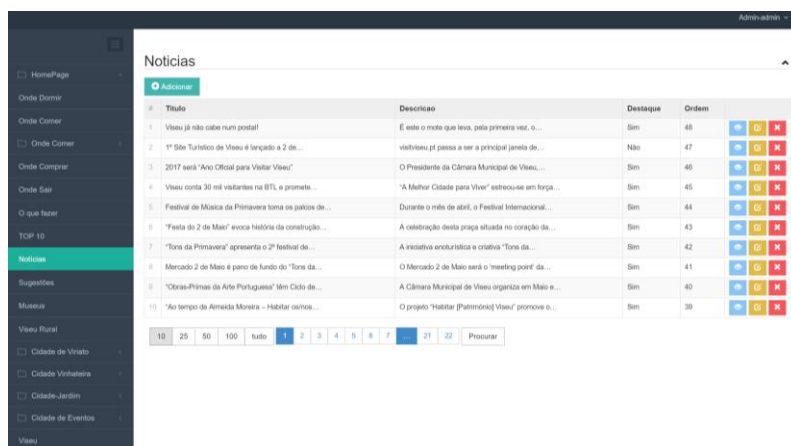 Admin-admin
HomePage
Onde Dormir
Onde Comer
Onde Comer
Onde Comprar
Onde Sair
O que fazer
TOP 10
Noticias
Sugestões
Museus
Viseu Rural
Cidade de Viriato
Cidade Vinhateira
Cidade-Jardim
Cidade de Eventos
Viseu
Noticias
Adicionar
# Titulo Descricao Destaque Ordem
1 Viseu já não cabe num postal! É este o mote que leva, pela primeira vez, o... Sim 48
2 1º Site Turístico de Viseu é lançado a 2 de... visitviseu.pt passa a ser a principal janela de... Não 47
3 2017 será "Ano Oficial para Visitar Viseu" O Presidente da Câmara Municipal de Viseu,... Sim 46
4 Viseu conta 30 mil visitantes na BTL e promete... "A Melhor Cidade para Viver" estreou-se em força... Sim 45
5 Festival de Música da Primavera toma os palcos de... Durante o mês de abril, o Festival Internacional... Sim 44
6 "Festa do 2 de Maio" evoca história da construção... A celebração desta praça situada no coração da... Sim 43
7 "Tons da Primavera" apresenta o 2º festival de... A iniciativa enoturística e criativa "Tons da... Sim 42
8 Mercado 2 de Maio é pano de fundo do "Tons da... O Mercado 2 de Maio será o 'meeting point' da... Sim 41
9 "Obras-Primas da Arte Portuguesa" têm Ciclo de... A Câmara Municipal de Viseu organiza em Maio e... Sim 40
10 "Ao tempo de Almeida Moreira – Habitar os/nos... O projeto "Habitar [Património] Viseu" promove o... Sim 39
10 25 50 100 tudo 1 2 3 4 5 6 7 ... 21 22 Procurar